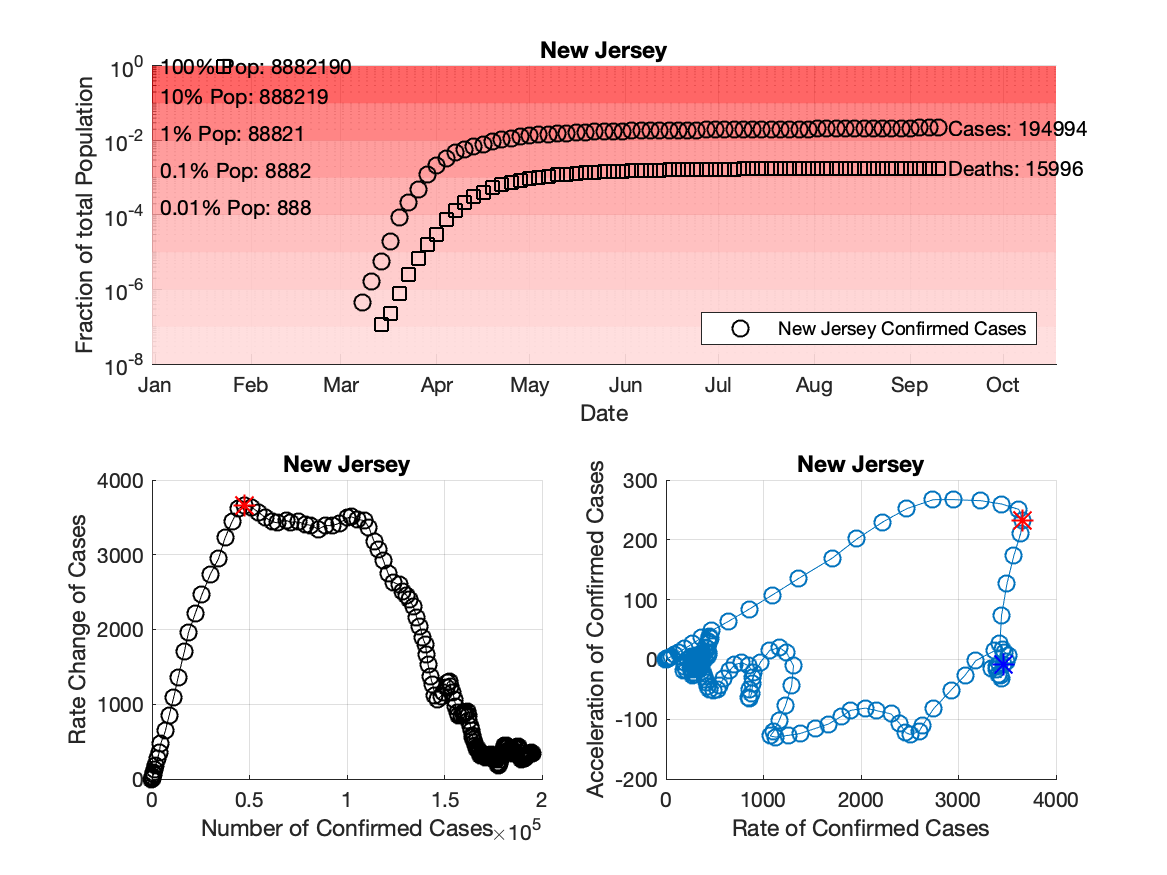 New Jersey
Fraction of total Population
10^0
10^-2
10^-4
10^-6
10^-8
100% Pop: 8882190
10% Pop: 888219
1% Pop: 88821
0.1% Pop: 8882
0.01% Pop: 888
Cases: 194994
Deaths: 15996
New Jersey Confirmed Cases
Jan Feb Mar Apr May Jun Jul Aug Sep Oct
Date
New Jersey
Rate Change of Cases
4000
3000
2000
1000
0
0 0.5 1 1.5 2
Number of Confirmed Cases ×10^5
New Jersey
Acceleration of Confirmed Cases
300
200
100
0
-100
-200
0 1000 2000 3000 4000
Rate of Confirmed Cases